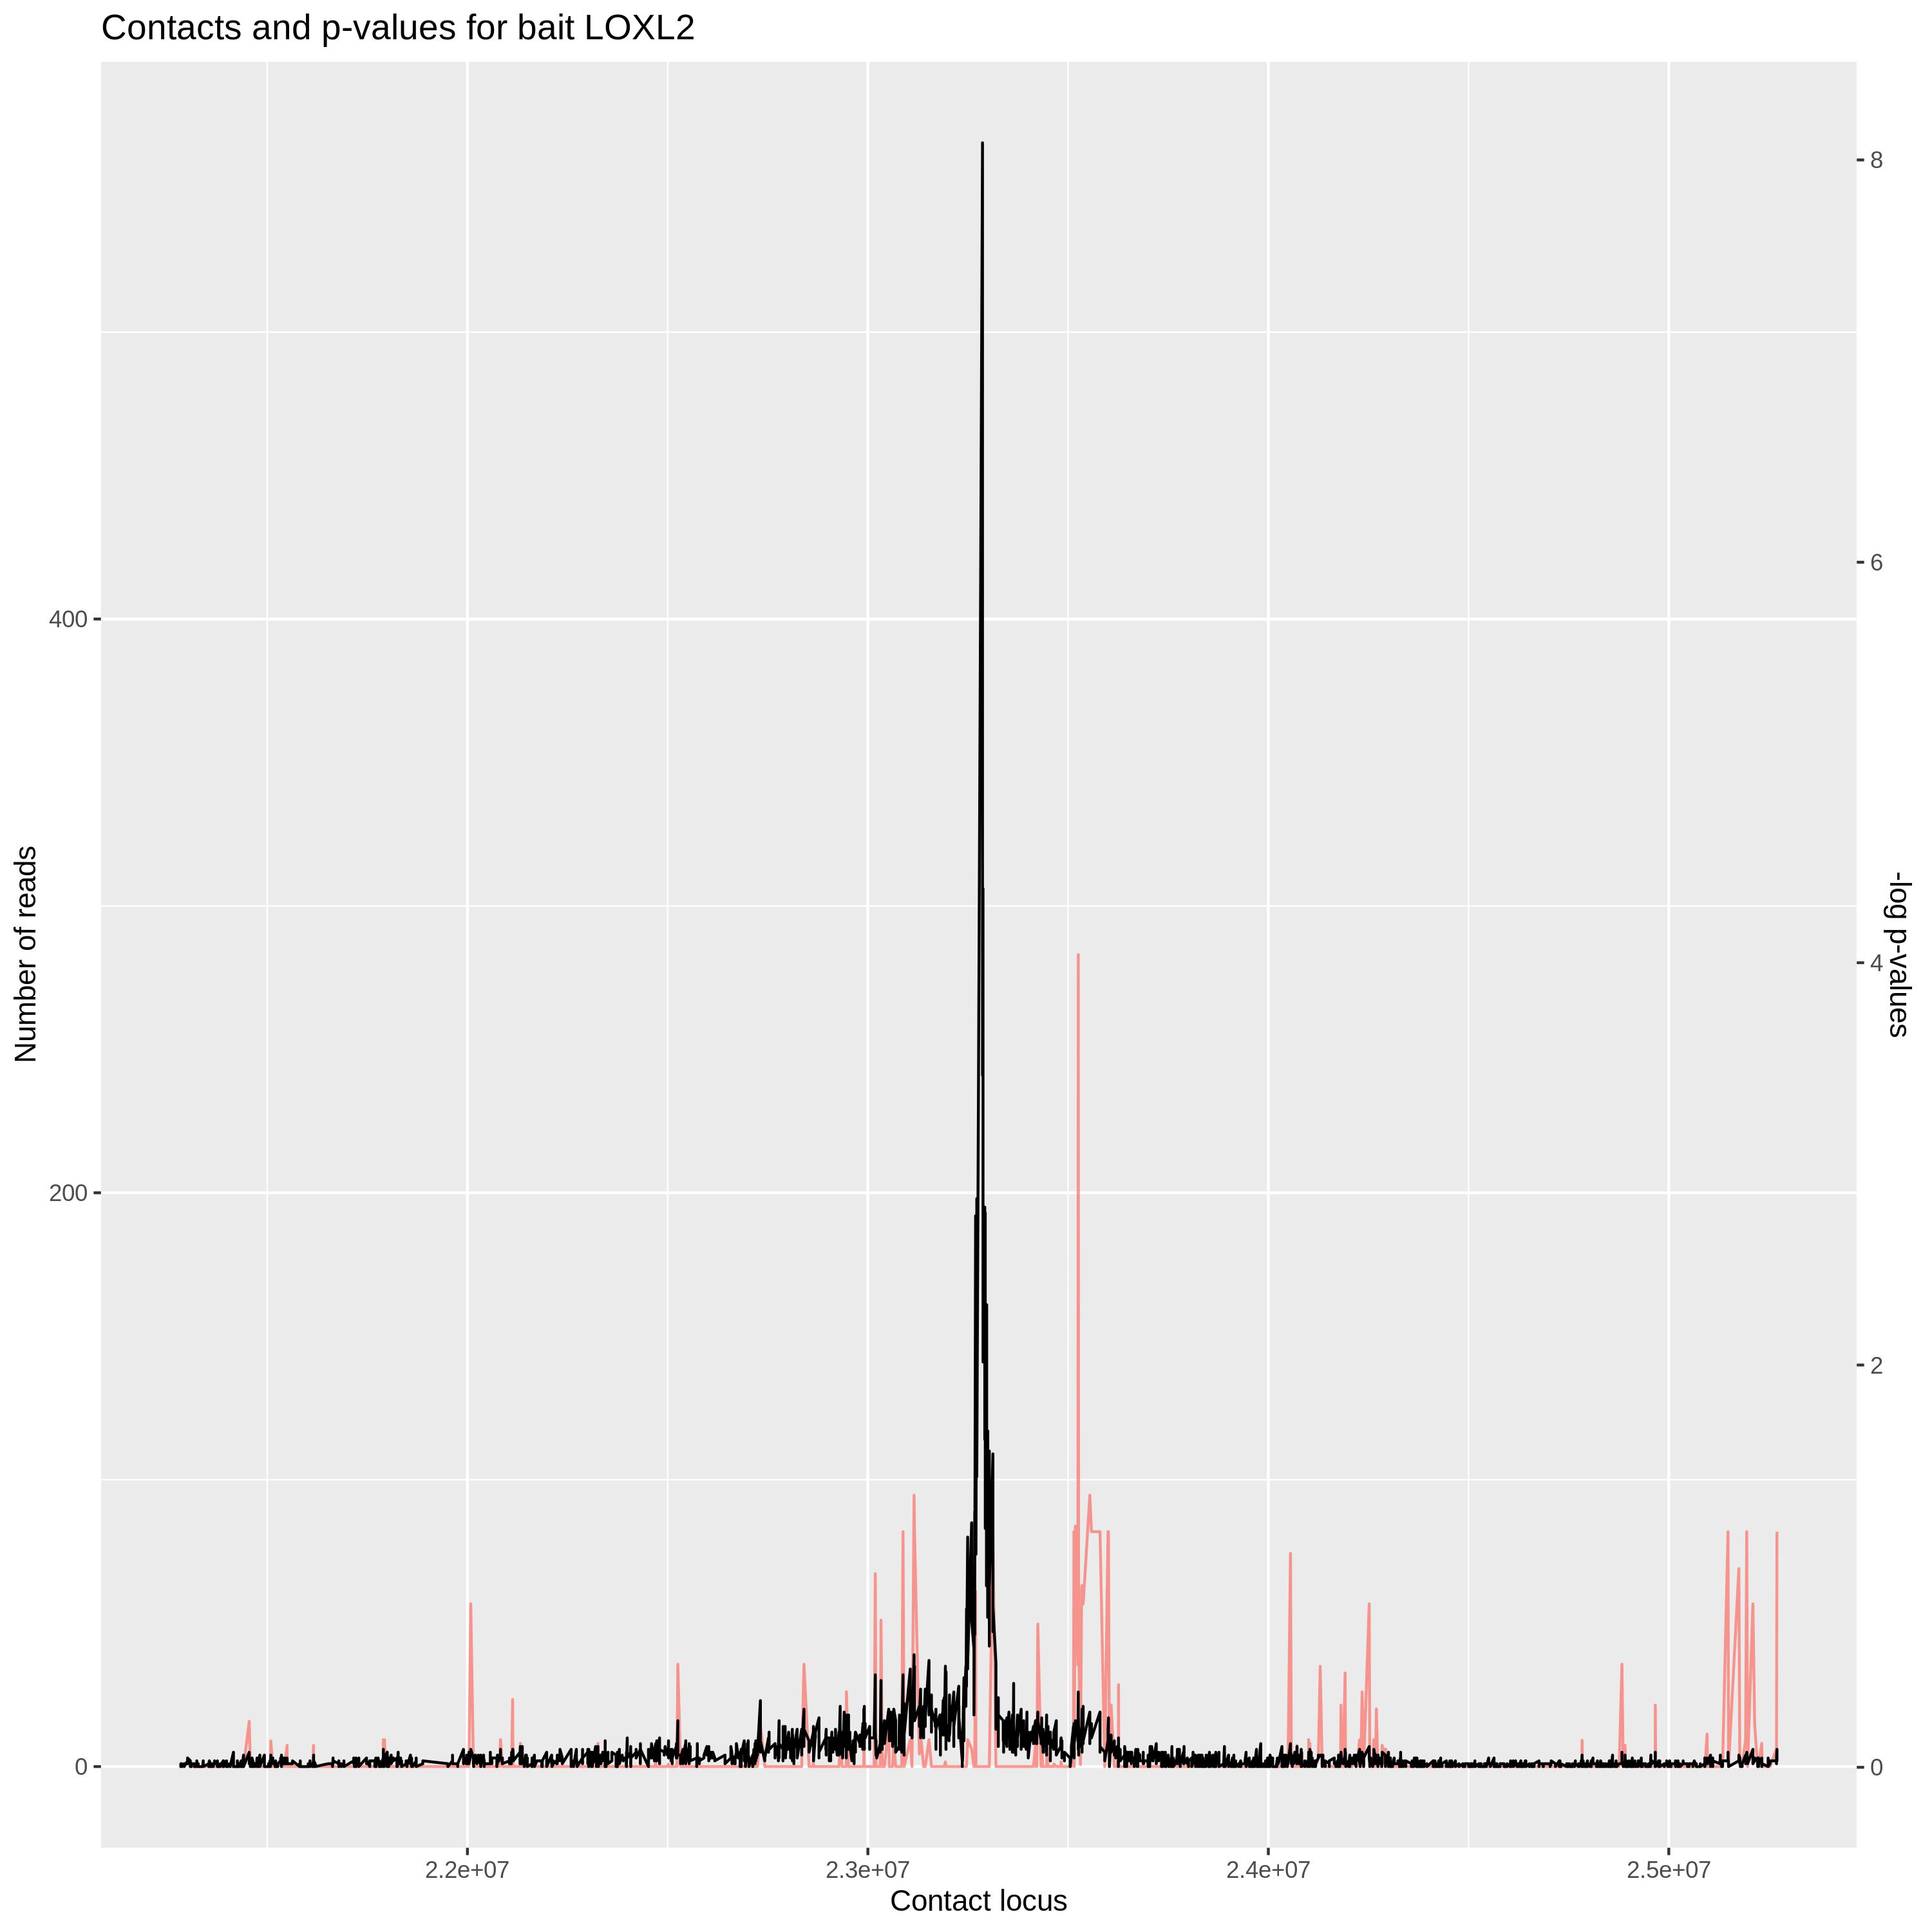 Contacts and p-values for bait LOXL2
8
6
400
Number of reads
-log p-values
4
200
2
0
0
2.2e+07
2.3e+07
2.4e+07
2.5e+07
Contact locus